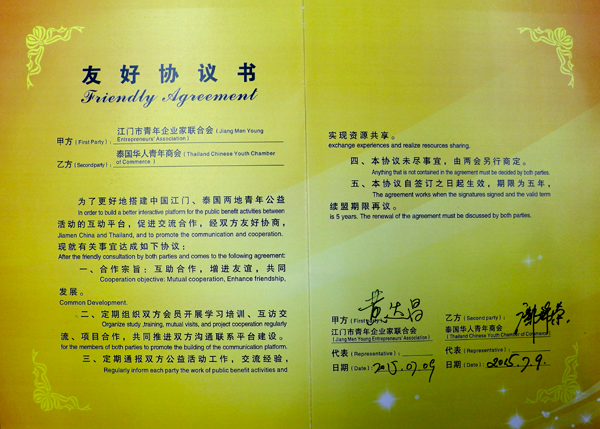 友好协议书
Friendly Agreement
甲方(First Party): 江门市青年企业家联合会(Jiang Men Young
Entrepreneurs' Association)
乙方(Secondparty): 泰国华人青年商会(Thailand Chinese Youth Chamber
of Commerce)
为了更好地搭建中国江门、泰国两地青年公益
In order to build a better interactive platform for the public benefit activities between
活动的互动平台，促进交流合作，经双方友好协商，
Jiamen China and Thailand, and to promote the communication and cooperation.
现就有关事宜达成如下协议：
After the friendly consultation by both parties and comes to the following agreement:
一、合作宗旨：互助合作，增进友谊，共同
Cooperation objective: Mutual cooperation, Enhance friendship,
发展。
Common Development.
二、定期组织双方会员开展学习培训、互访交
Organize study ,training, mutual visits, and project cooperation regularly
流、项目合作，共同推进双方沟通联系平台建设。
for the members of both parties to promote the building of the communication platform.
三、定期通报双方公益活动工作，交流经验，
Regularly inform each party the work of public benefit activities and
实现资源共享。
exchange experiences and realize resources sharing.
四、本协议未尽事宜，由两会另行商定。
Anything that is not contained in the agreement must be decided by both parties.
五、本协议自签订之日起生效，期限为五年，
The agreement works when the signatures signed and the valid term
续盟期限再议。
is 5 years. The renewal of the agreement must be discussed by both parties.
甲方(First party): 黄达昌
江门市青年企业家联合会
(Jiang Men Young Entrepreneurs' Association)
代表(Representative):
日期(Date): 2015.07.09
乙方(Second party):
泰国华人青年商会
(Thailand Chinese Youth Chamber of Commerce)
代表(Representative):
日期(Date): 2015.7.9.